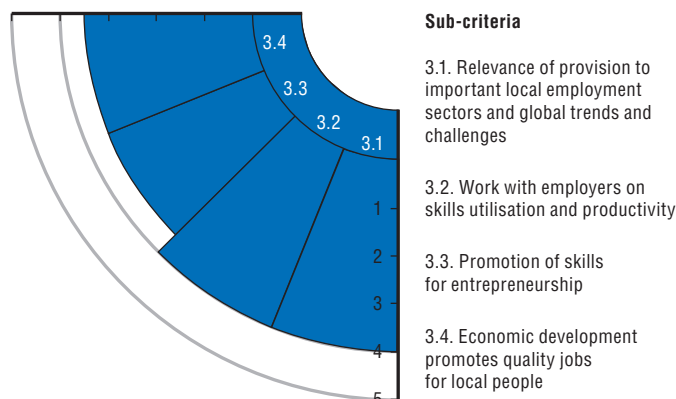 3.4
3.3
3.2
3.1
1
2
3
4
5
Sub-criteria
3.1. Relevance of provision to
important local employment
sectors and global trends and
challenges
3.2. Work with employers on
skills utilisation and productivity
3.3. Promotion of skills
for entrepreneurship
3.4. Economic development
promotes quality jobs
for local people